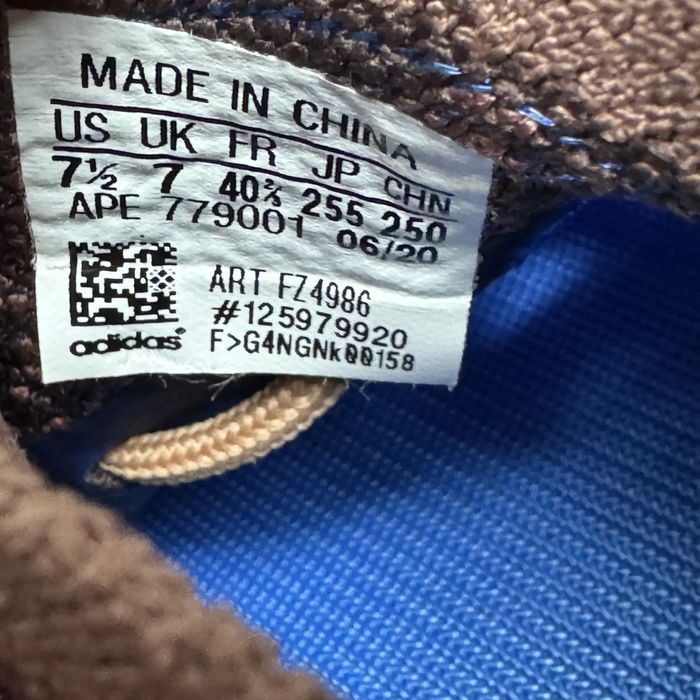 MADE IN CHINA
US UK FR JP CHN
7½ 7 40⅔ 255 250
APE 779001 06/20
ART FZ4986
#125979920
adidas® F>G4NGNkQQ158